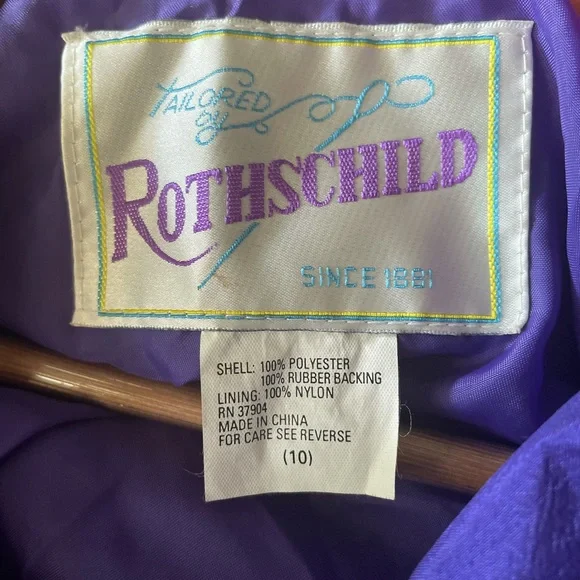 TAILORED
by
ROTHSCHILD
SINCE 1881
SHELL: 100% POLYESTER
100% RUBBER BACKING
LINING: 100% NYLON
RN 37904
MADE IN CHINA
FOR CARE SEE REVERSE
(10)